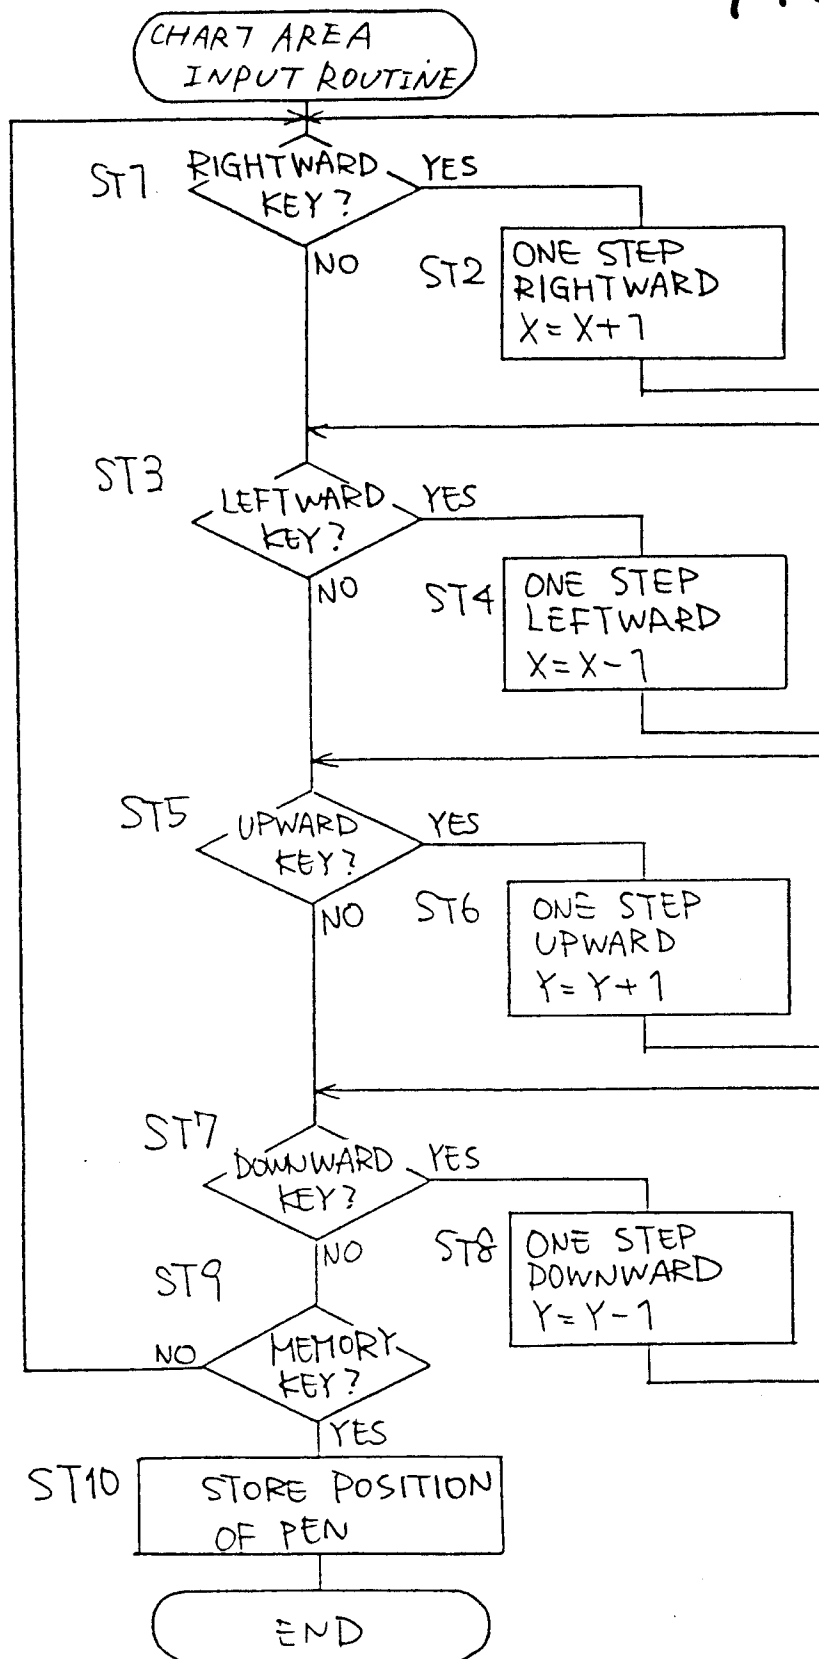 CHART AREA
INPUT ROUTINE
ST1
RIGHTWARD
KEY?
YES
NO
ST2
ONE STEP
RIGHTWARD
X=X+1
ST3
LEFTWARD
KEY?
YES
NO
ST4
ONE STEP
LEFTWARD
X=X-1
ST5
UPWARD
KEY?
YES
NO
ST6
ONE STEP
UPWARD
Y=Y+1
ST7
DOWNWARD
KEY?
YES
NO
ST8
ONE STEP
DOWNWARD
Y=Y-1
ST9
MEMORY
KEY?
NO
YES
ST10
STORE POSITION
OF PEN
END